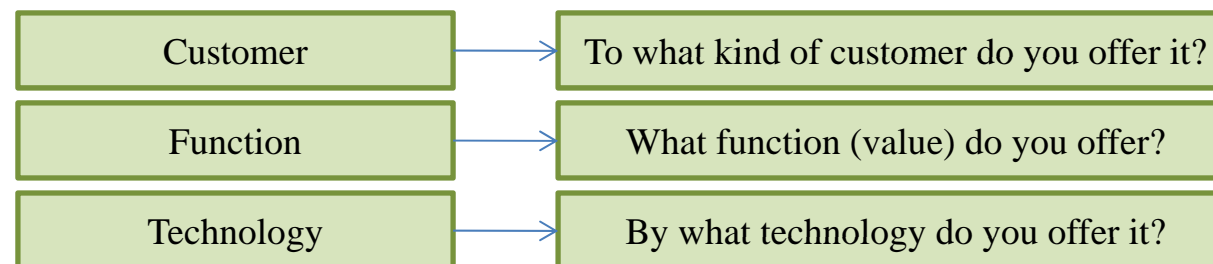 Customer To what kind of customer do you offer it?
Function What function (value) do you offer?
Technology By what technology do you offer it?